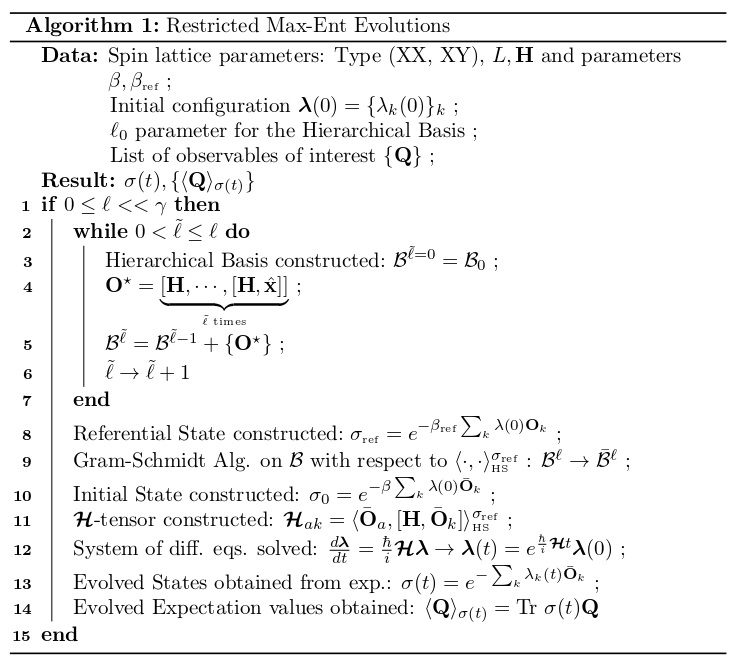 Algorithm 1: Restricted Max-Ent Evolutions
Data: Spin lattice parameters: Type (XX, XY), $L, \mathbf{H}$ and parameters
$\beta, \beta_{\text{ref}}$ ;
Initial configuration $\boldsymbol{\lambda}(0) = \{\lambda_k(0)\}_k$ ;
$\ell_0$ parameter for the Hierarchical Basis ;
List of observables of interest $\{\mathbf{Q}\}$ ;
Result: $\sigma(t), \{\langle \mathbf{Q} \rangle_{\sigma(t)}\}$
1 if $0 \leq \ell << \gamma$ then
2 while $0 < \tilde{\ell} \leq \ell$ do
3 Hierarchical Basis constructed: $\mathcal{B}^{\tilde{\ell}=0} = \mathcal{B}_0$ ;
4 $\mathbf{O}^\star = \underbrace{[\mathbf{H}, \cdots, [\mathbf{H}, \hat{\mathbf{x}}]]}_{\tilde{\ell} \text{ times}}$ ;
5 $\mathcal{B}^{\tilde{\ell}} = \mathcal{B}^{\tilde{\ell}-1} + \{\mathbf{O}^\star\}$ ;
6 $\tilde{\ell} \to \tilde{\ell} + 1$
7 end
8 Referential State constructed: $\sigma_{\text{ref}} = e^{-\beta_{\text{ref}} \sum_k \lambda(0) \mathbf{O}_k}$ ;
9 Gram-Schmidt Alg. on $\mathcal{B}$ with respect to $\langle \cdot, \cdot \rangle_{\text{HS}}^{\sigma_{\text{ref}}}$ : $\mathcal{B}^\ell \to \bar{\mathcal{B}}^\ell$ ;
10 Initial State constructed: $\sigma_0 = e^{-\beta \sum_k \lambda(0) \bar{\mathbf{O}}_k}$ ;
11 $\boldsymbol{\mathcal{H}}$-tensor constructed: $\boldsymbol{\mathcal{H}}_{ak} = \langle \bar{\mathbf{O}}_a, [\mathbf{H}, \bar{\mathbf{O}}_k] \rangle_{\text{HS}}^{\sigma_{\text{ref}}}$ ;
12 System of diff. eqs. solved: $\frac{d\boldsymbol{\lambda}}{dt} = \frac{\hbar}{i} \boldsymbol{\mathcal{H}} \boldsymbol{\lambda} \to \boldsymbol{\lambda}(t) = e^{\frac{\hbar}{i} \boldsymbol{\mathcal{H}} t} \boldsymbol{\lambda}(0)$ ;
13 Evolved States obtained from exp.: $\sigma(t) = e^{-\sum_k \lambda_k(t) \bar{\mathbf{O}}_k}$ ;
14 Evolved Expectation values obtained: $\langle \mathbf{Q} \rangle_{\sigma(t)} = \text{Tr } \sigma(t) \mathbf{Q}$
15 end